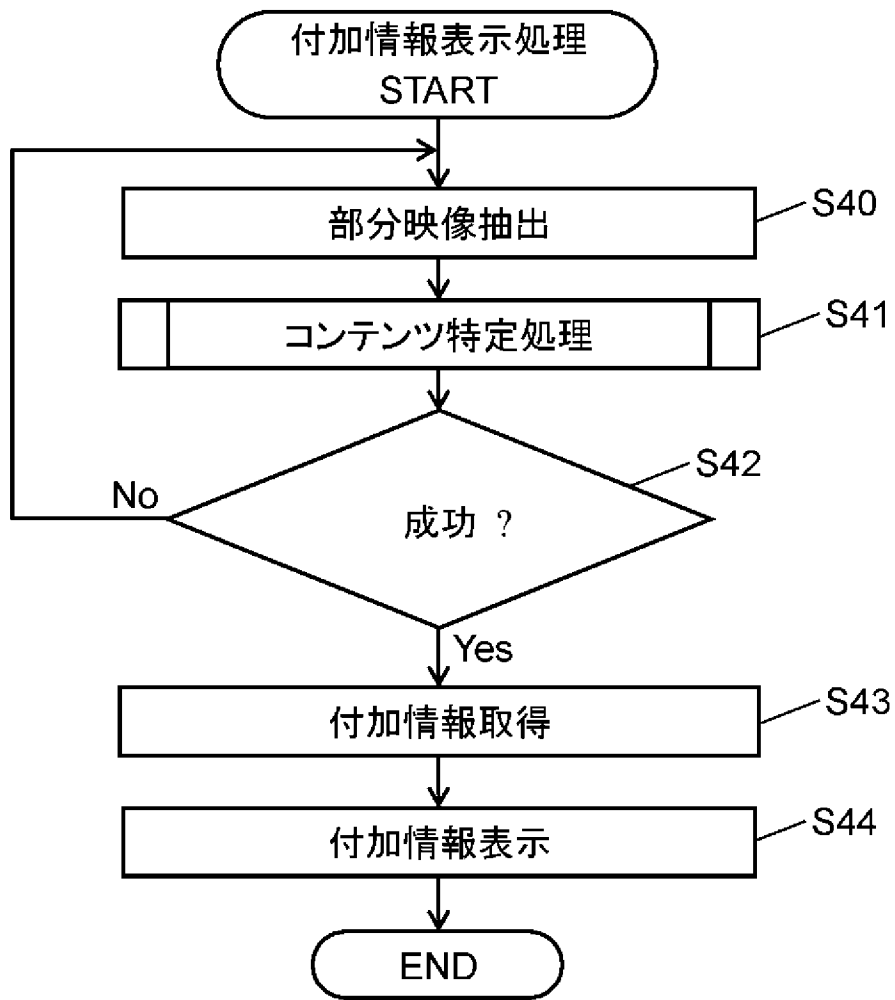 付加情報表示処理
START
部分映像抽出
S40
コンテンツ特定処理
S41
成功 ?
S42
No
Yes
付加情報取得
S43
付加情報表示
S44
END